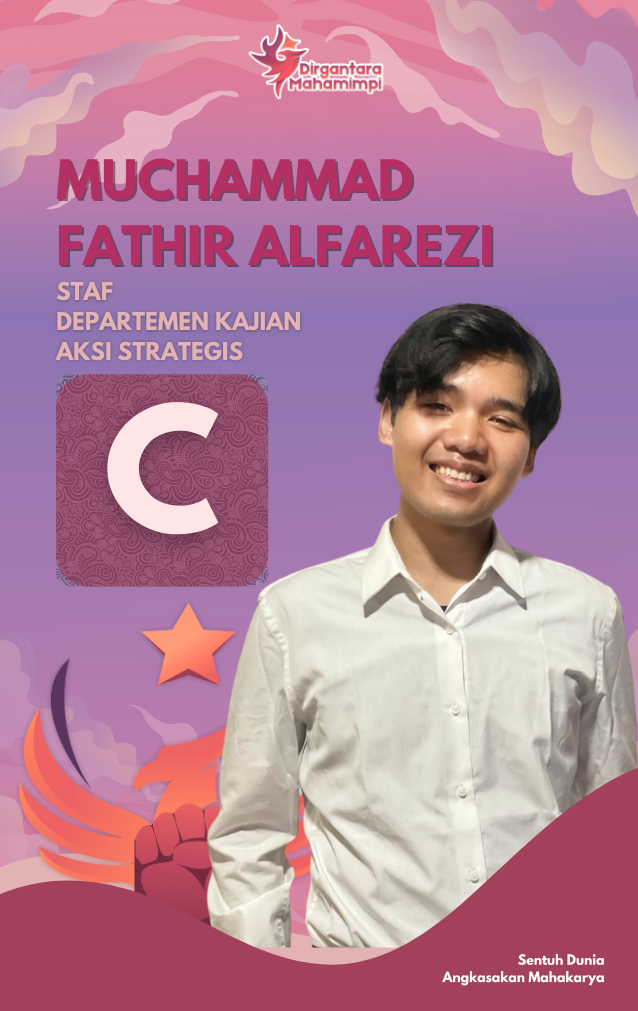 Dirgantara
Mahamimpi
MUCHAMMAD
FATHIR ALFAREZI
STAF
DEPARTEMEN KAJIAN
AKSI STRATEGIS
C
Sentuh Dunia
Angkasakan Mahakarya